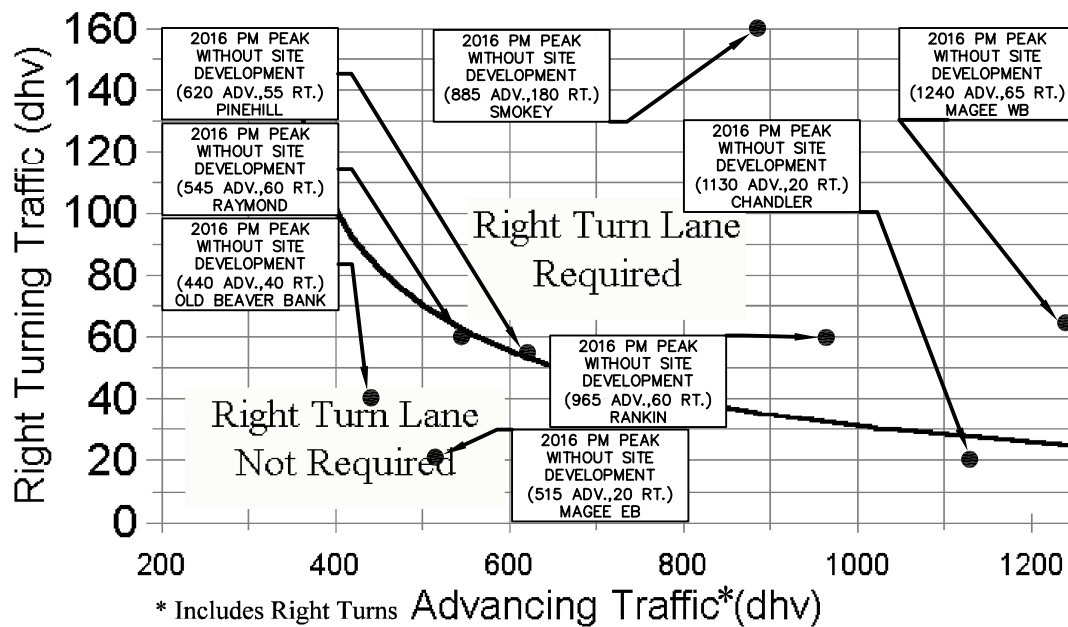 160
140
120
100
80
60
40
20
0
Right Turning Traffic (dhv)
2016 PM PEAK
WITHOUT SITE
DEVELOPMENT
(620 ADV.,55 RT.)
PINEHILL
2016 PM PEAK
WITHOUT SITE
DEVELOPMENT
(545 ADV.,60 RT.)
RAYMOND
2016 PM PEAK
WITHOUT SITE
DEVELOPMENT
(440 ADV.,40 RT.)
OLD BEAVER BANK
2016 PM PEAK
WITHOUT SITE
DEVELOPMENT
(885 ADV.,180 RT.)
SMOKEY
2016 PM PEAK
WITHOUT SITE
DEVELOPMENT
(1240 ADV.,65 RT.)
MAGEE WB
2016 PM PEAK
WITHOUT SITE
DEVELOPMENT
(1130 ADV.,20 RT.)
CHANDLER
Right Turn Lane
Required
2016 PM PEAK
WITHOUT SITE
DEVELOPMENT
(965 ADV.,60 RT.)
RANKIN
Right Turn Lane
Not Required
2016 PM PEAK
WITHOUT SITE
DEVELOPMENT
(515 ADV.,20 RT.)
MAGEE EB
200 400 600 800 1000 1200
* Includes Right Turns Advancing Traffic*(dhv)